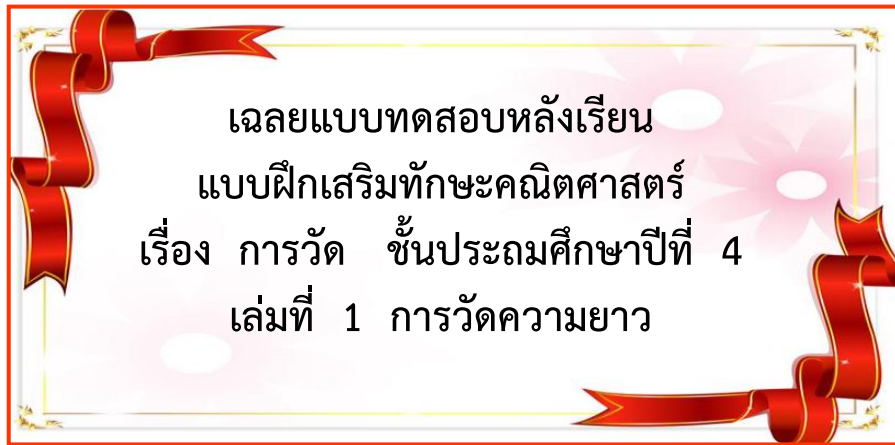 เฉลยแบบทดสอบหลังเรียน
แบบฝึกเสริมทักษะคณิตศาสตร์
เรื่อง การวัด ชั้นประถมศึกษาปีที่ 4
เล่มที่ 1 การวัดความยาว